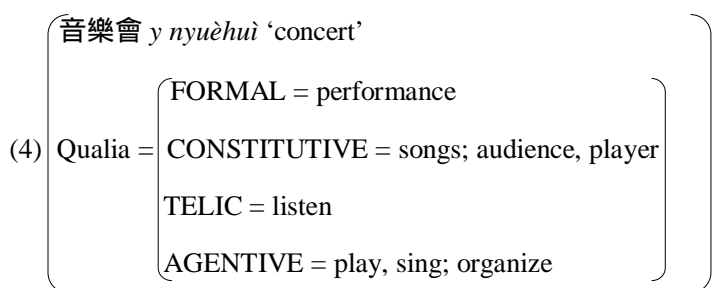 音樂會 y nyuèhuì ‘concert’
FORMAL = performance
(4) Qualia = CONSTITUTIVE = songs; audience, player
TELIC = listen
AGENTIVE = play, sing; organize